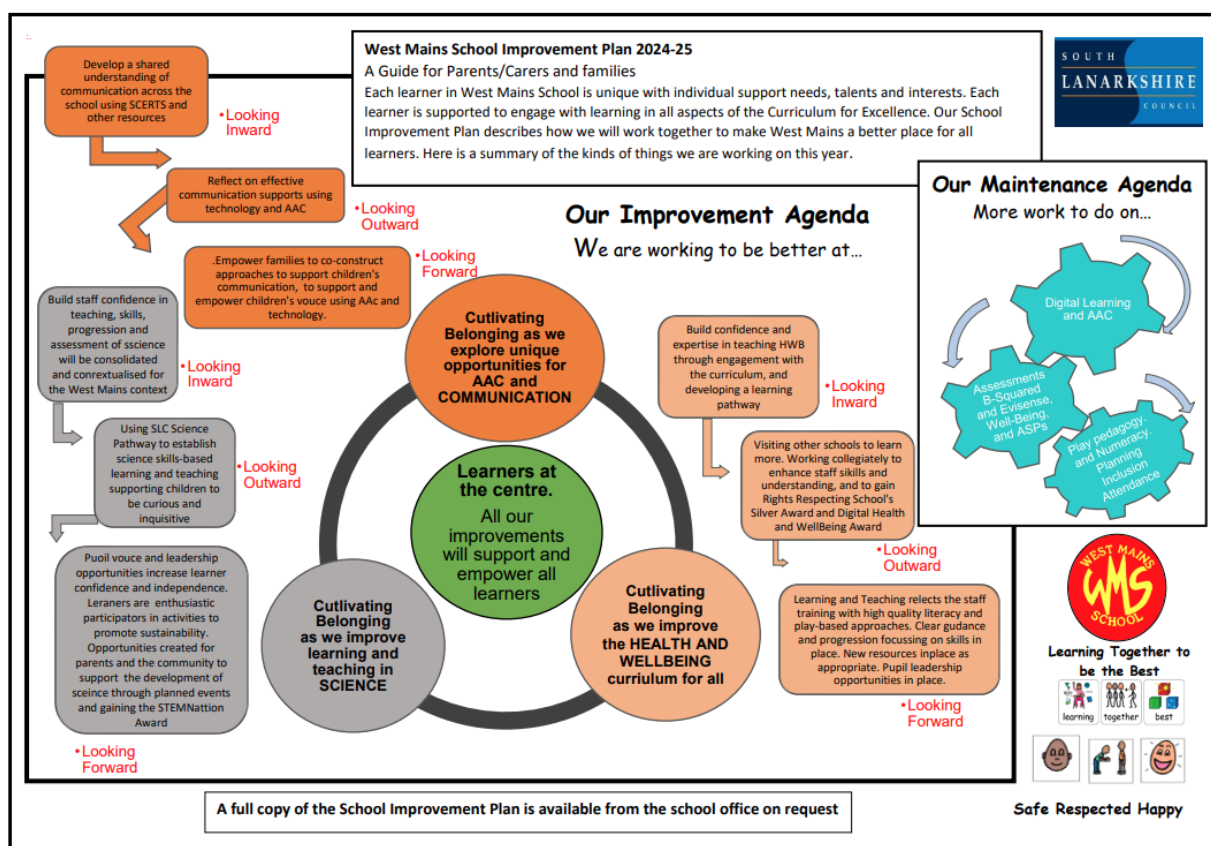 West Mains School Improvement Plan 2024-25
A Guide for Parents/Carers and families
Each learner in West Mains School is unique with individual support needs, talents and interests. Each
learner is supported to engage with learning in all aspects of the Curriculum for Excellence. Our School
Improvement Plan describes how we will work together to make West Mains a better place for all
learners. Here is a summary of the kinds of things we are working on this year.
SOUTH
LANARKSHIRE
COUNCIL
Develop a shared
understanding of
communication across the
school using SCERTS and
other resources
•Looking
Inward
Reflect on effective
communication supports using
technology and AAC
•Looking
Outward
.Empower families to co-construct
approaches to support children's
communication, to support and
empower children's vouce using AAc and
technology.
•Looking
Forward
Our Improvement Agenda
We are working to be better at…
Our Maintenance Agenda
More work to do on…
Digital Learning
and AAC
Assessments
B-Squared
and Evisense,
Well-Being,
and ASPs
Play pedagogy.
and Numeracy.
Planning
Inclusion
Attendance
Build staff confidence in
teaching, skills,
progression and
assessment of sscience
will be consolidated
and conrextualised for
the West Mains context
•Looking
Inward
Using SLC Science
Pathway to establish
science skills-based
learning and teaching
supporting children to
be curious and
inquisitive
•Looking
Outward
Puoil vouce and leadership
opportunities increase learner
confidence and independence.
Leraners are enthusiastic
participators in activities to
promote sustainability.
Opportunities created for
parents and the community to
support the development of
sceince through planned events
and gaining the STEMNattion
Award
•Looking
Forward
Cutlivating
Belonging as we
explore unique
opportunities for
AAC and
COMMUNICATION
Learners at
the centre.
All our
improvements
will support and
empower all
learners
Cutlivating
Belonging
as we improve
learning and
teaching in
SCIENCE
Cutlivating
Belonging
as we improve
the HEALTH AND
WELLBEING
curriulum for all
Build confidence and
expertise in teaching HWB
through engagement with
the curriculum, and
developing a learning
pathway
•Looking
Inward
Visiting other schools to learn
more. Working collegiately to
enhance staff sikills and
understanding, and to gain
Rights Respecting School's
Silver Award and Digital Health
and WellBeing Award
•Looking
Outward
Learning and Teaching relects the staff
training with high quality literacy and
play-based approaches. Clear gudance
and progression focussing on skills in
place. New resources inplace as
appropriate. Pupil leadership
opportunities in place.
•Looking
Forward
WEST MAINS
WMS
SCHOOL
Learning Together to
be the Best
learning together best
Safe Respected Happy
A full copy of the School Improvement Plan is available from the school office on request